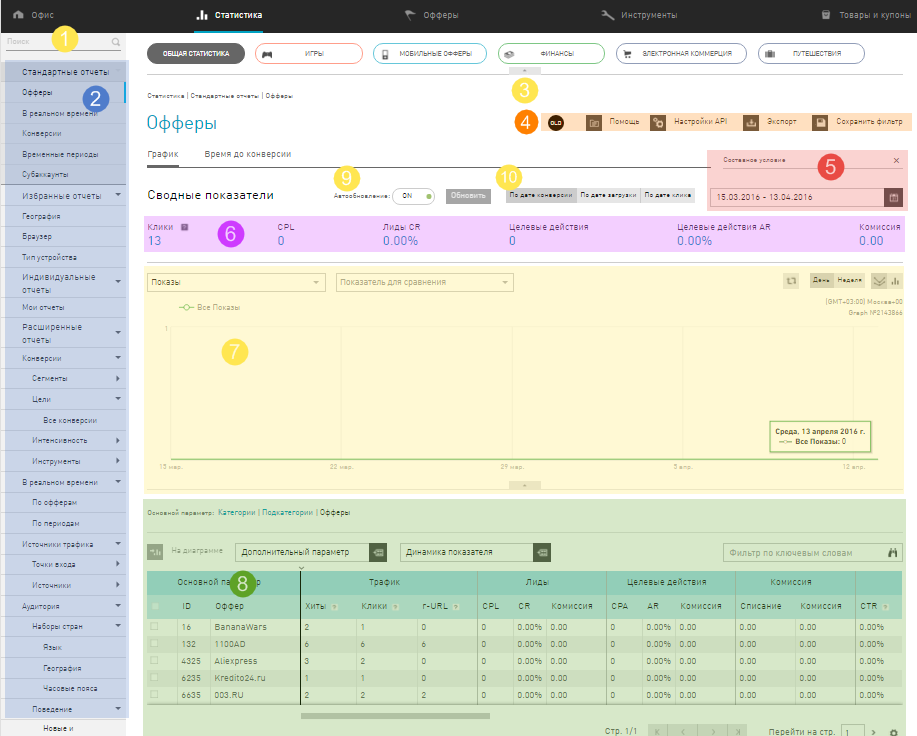 Офис
Статистика
Офферы
Инструменты
Товары и купоны
Поиск
1
Стандартные отчеты
Офферы
2
В реальном времени
Конверсии
Временные периоды
Субаккаунты
Избранные отчеты
География
Браузер
Тип устройства
Индивидуальные
отчеты
Мои отчеты
Расширенные
отчеты
Конверсии
Сегменты
Цели
Все конверсии
Интенсивность
Инструменты
В реальном времени
По офферам
По периодам
Источники трафика
Точки входа
Источники
Аудитория
Наборы стран
Язык
География
Часовые пояса
Поведение
Новые и
ОБЩАЯ СТАТИСТИКА
ИГРЫ
МОБИЛЬНЫЕ ОФФЕРЫ
ФИНАНСЫ
ЭЛЕКТРОННАЯ КОММЕРЦИЯ
ПУТЕШЕСТВИЯ
3
Статистика | Стандартные отчеты | Офферы
Офферы
4
OLD
Помощь
Настройки API
Экспорт
Сохранить фильтр
График
Время до конверсии
Составное условие
5
×
15.03.2016 - 13.04.2016
9
10
Сводные показатели
Автообновление:
ON
Обновить
По дате конверсии
По дате загрузки
По дате клика
Клики
6
CPL
Лиды CR
Целевые действия
Целевые действия AR
Комиссия
13
0
0.00%
0
0.00%
0.00
Показы
Показатель для сравнения
День
Неделя
Все Показы
(GMT+03:00) Москва+00
Graph №2143866
1
7
Среда, 13 апреля 2016 г.
Все Показы: 0
15 мар.
22 мар.
29 мар.
5 апр.
12 апр.
Основной параметр: Категории | Подкатегории | Офферы
На диаграмме
Дополнительный параметр
Динамика показателя
Фильтр по ключевым словам
8
Основной параметр
Трафик
Лиды
Целевые действия
Комиссия
ID Оффер Хиты ? Клики ? r-URL ? CPL CR Комиссия CPA AR Комиссия Списание Комиссия CTR ?
16 BananaWars 2 1 0 0 0.00% 0.00 0 0.00% 0.00 0.00 0.00 0.00%
132 1100AD 6 6 6 0 0.00% 0.00 0 0.00% 0.00 0.00 0.00 0.00%
4325 Aliexpress 3 2 0 0 0.00% 0.00 0 0.00% 0.00 0.00 0.00 0.00%
6235 Kredito24.ru 1 1 0 0 0.00% 0.00 0 0.00% 0.00 0.00 0.00 0.00%
6635 003.RU 2 2 2 0 0.00% 0.00 0 0.00% 0.00 0.00 0.00 0.00%
Стр. 1/1
Перейти на стр. 1